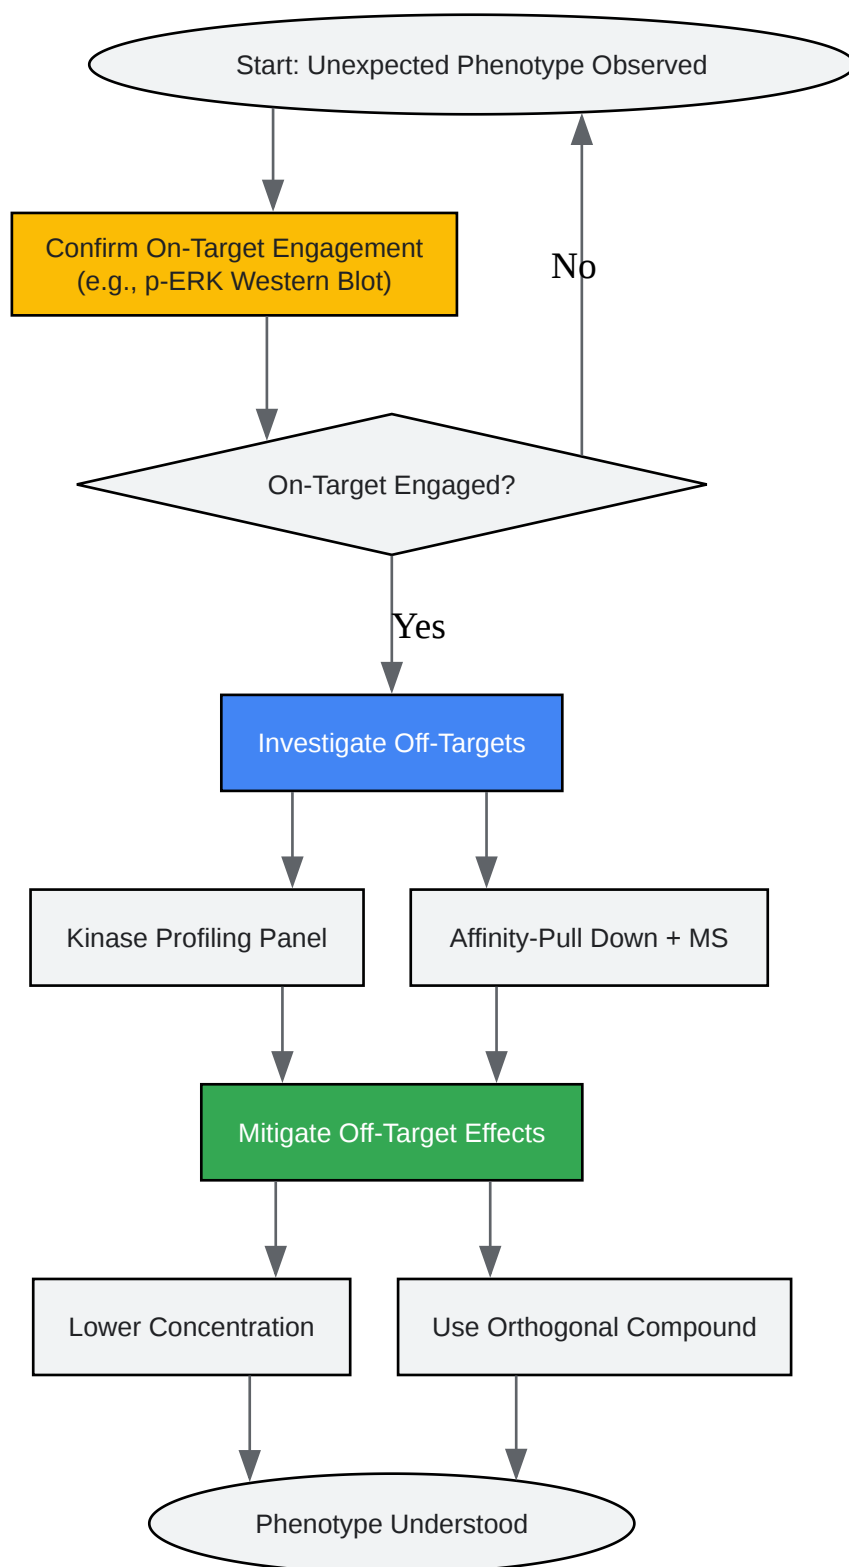 Start: Unexpected Phenotype Observed
Confirm On-Target Engagement
(e.g., p-ERK Western Blot)
No
On-Target Engaged?
Yes
Investigate Off-Targets
Kinase Profiling Panel
Affinity-Pull Down + MS
Mitigate Off-Target Effects
Lower Concentration
Use Orthogonal Compound
Phenotype Understood